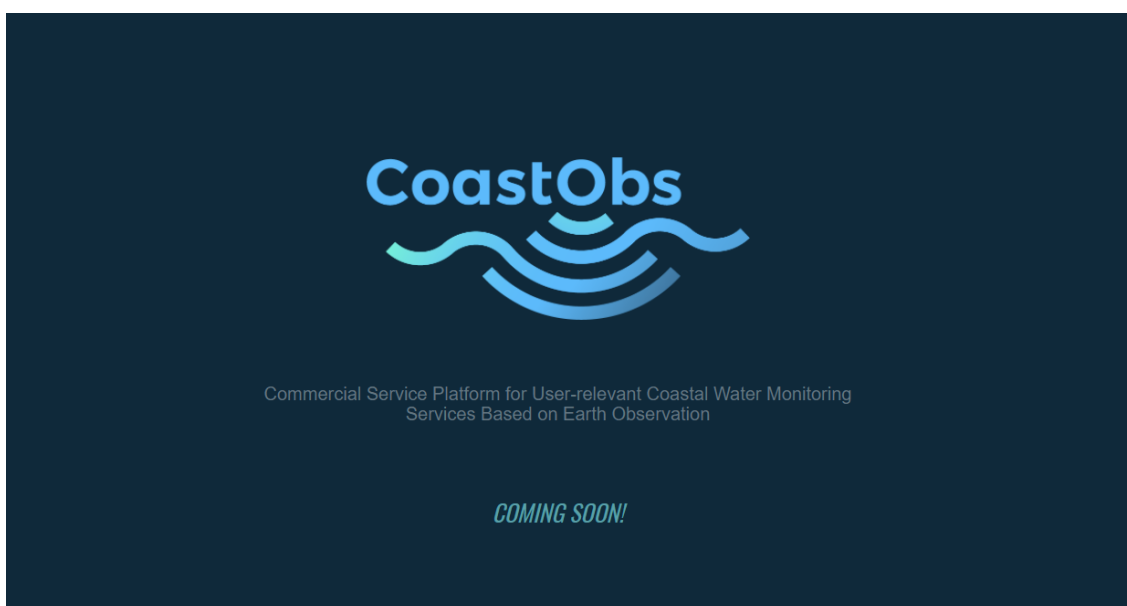 CoastObs
Commercial Service Platform for User-relevant Coastal Water Monitoring
Services Based on Earth Observation
COMING SOON!